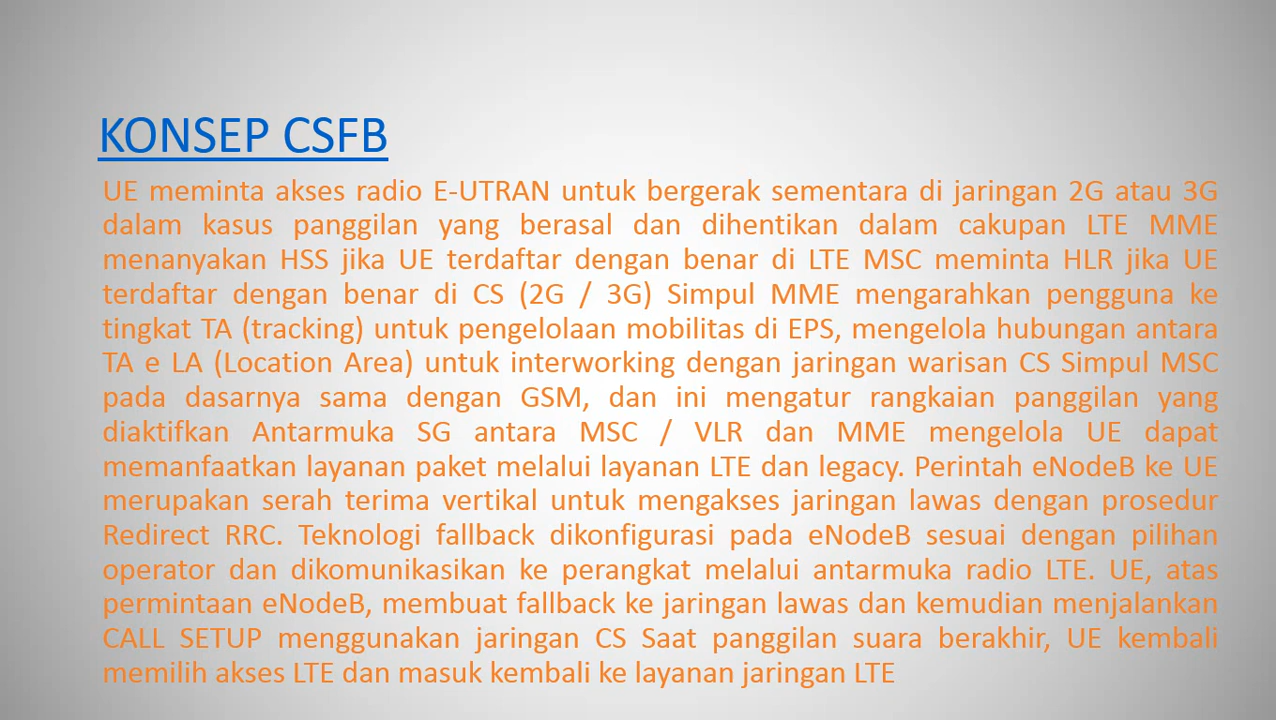 KONSEP CSFB
UE meminta akses radio E-UTRAN untuk bergerak sementara di jaringan 2G atau 3G
dalam kasus panggilan yang berasal dan dihentikan dalam cakupan LTE MME
menanyakan HSS jika UE terdaftar dengan benar di LTE MSC meminta HLR jika UE
terdaftar dengan benar di CS (2G / 3G) Simpul MME mengarahkan pengguna ke
tingkat TA (tracking) untuk pengelolaan mobilitas di EPS, mengelola hubungan antara
TA e LA (Location Area) untuk interworking dengan jaringan warisan CS Simpul MSC
pada dasarnya sama dengan GSM, dan ini mengatur rangkaian panggilan yang
diaktifkan Antarmuka SG antara MSC / VLR dan MME mengelola UE dapat
memanfaatkan layanan paket melalui layanan LTE dan legacy. Perintah eNodeB ke UE
merupakan serah terima vertikal untuk mengakses jaringan lawas dengan prosedur
Redirect RRC. Teknologi fallback dikonfigurasi pada eNodeB sesuai dengan pilihan
operator dan dikomunikasikan ke perangkat melalui antarmuka radio LTE. UE, atas
permintaan eNodeB, membuat fallback ke jaringan lawas dan kemudian menjalankan
CALL SETUP menggunakan jaringan CS Saat panggilan suara berakhir, UE kembali
memilih akses LTE dan masuk kembali ke layanan jaringan LTE